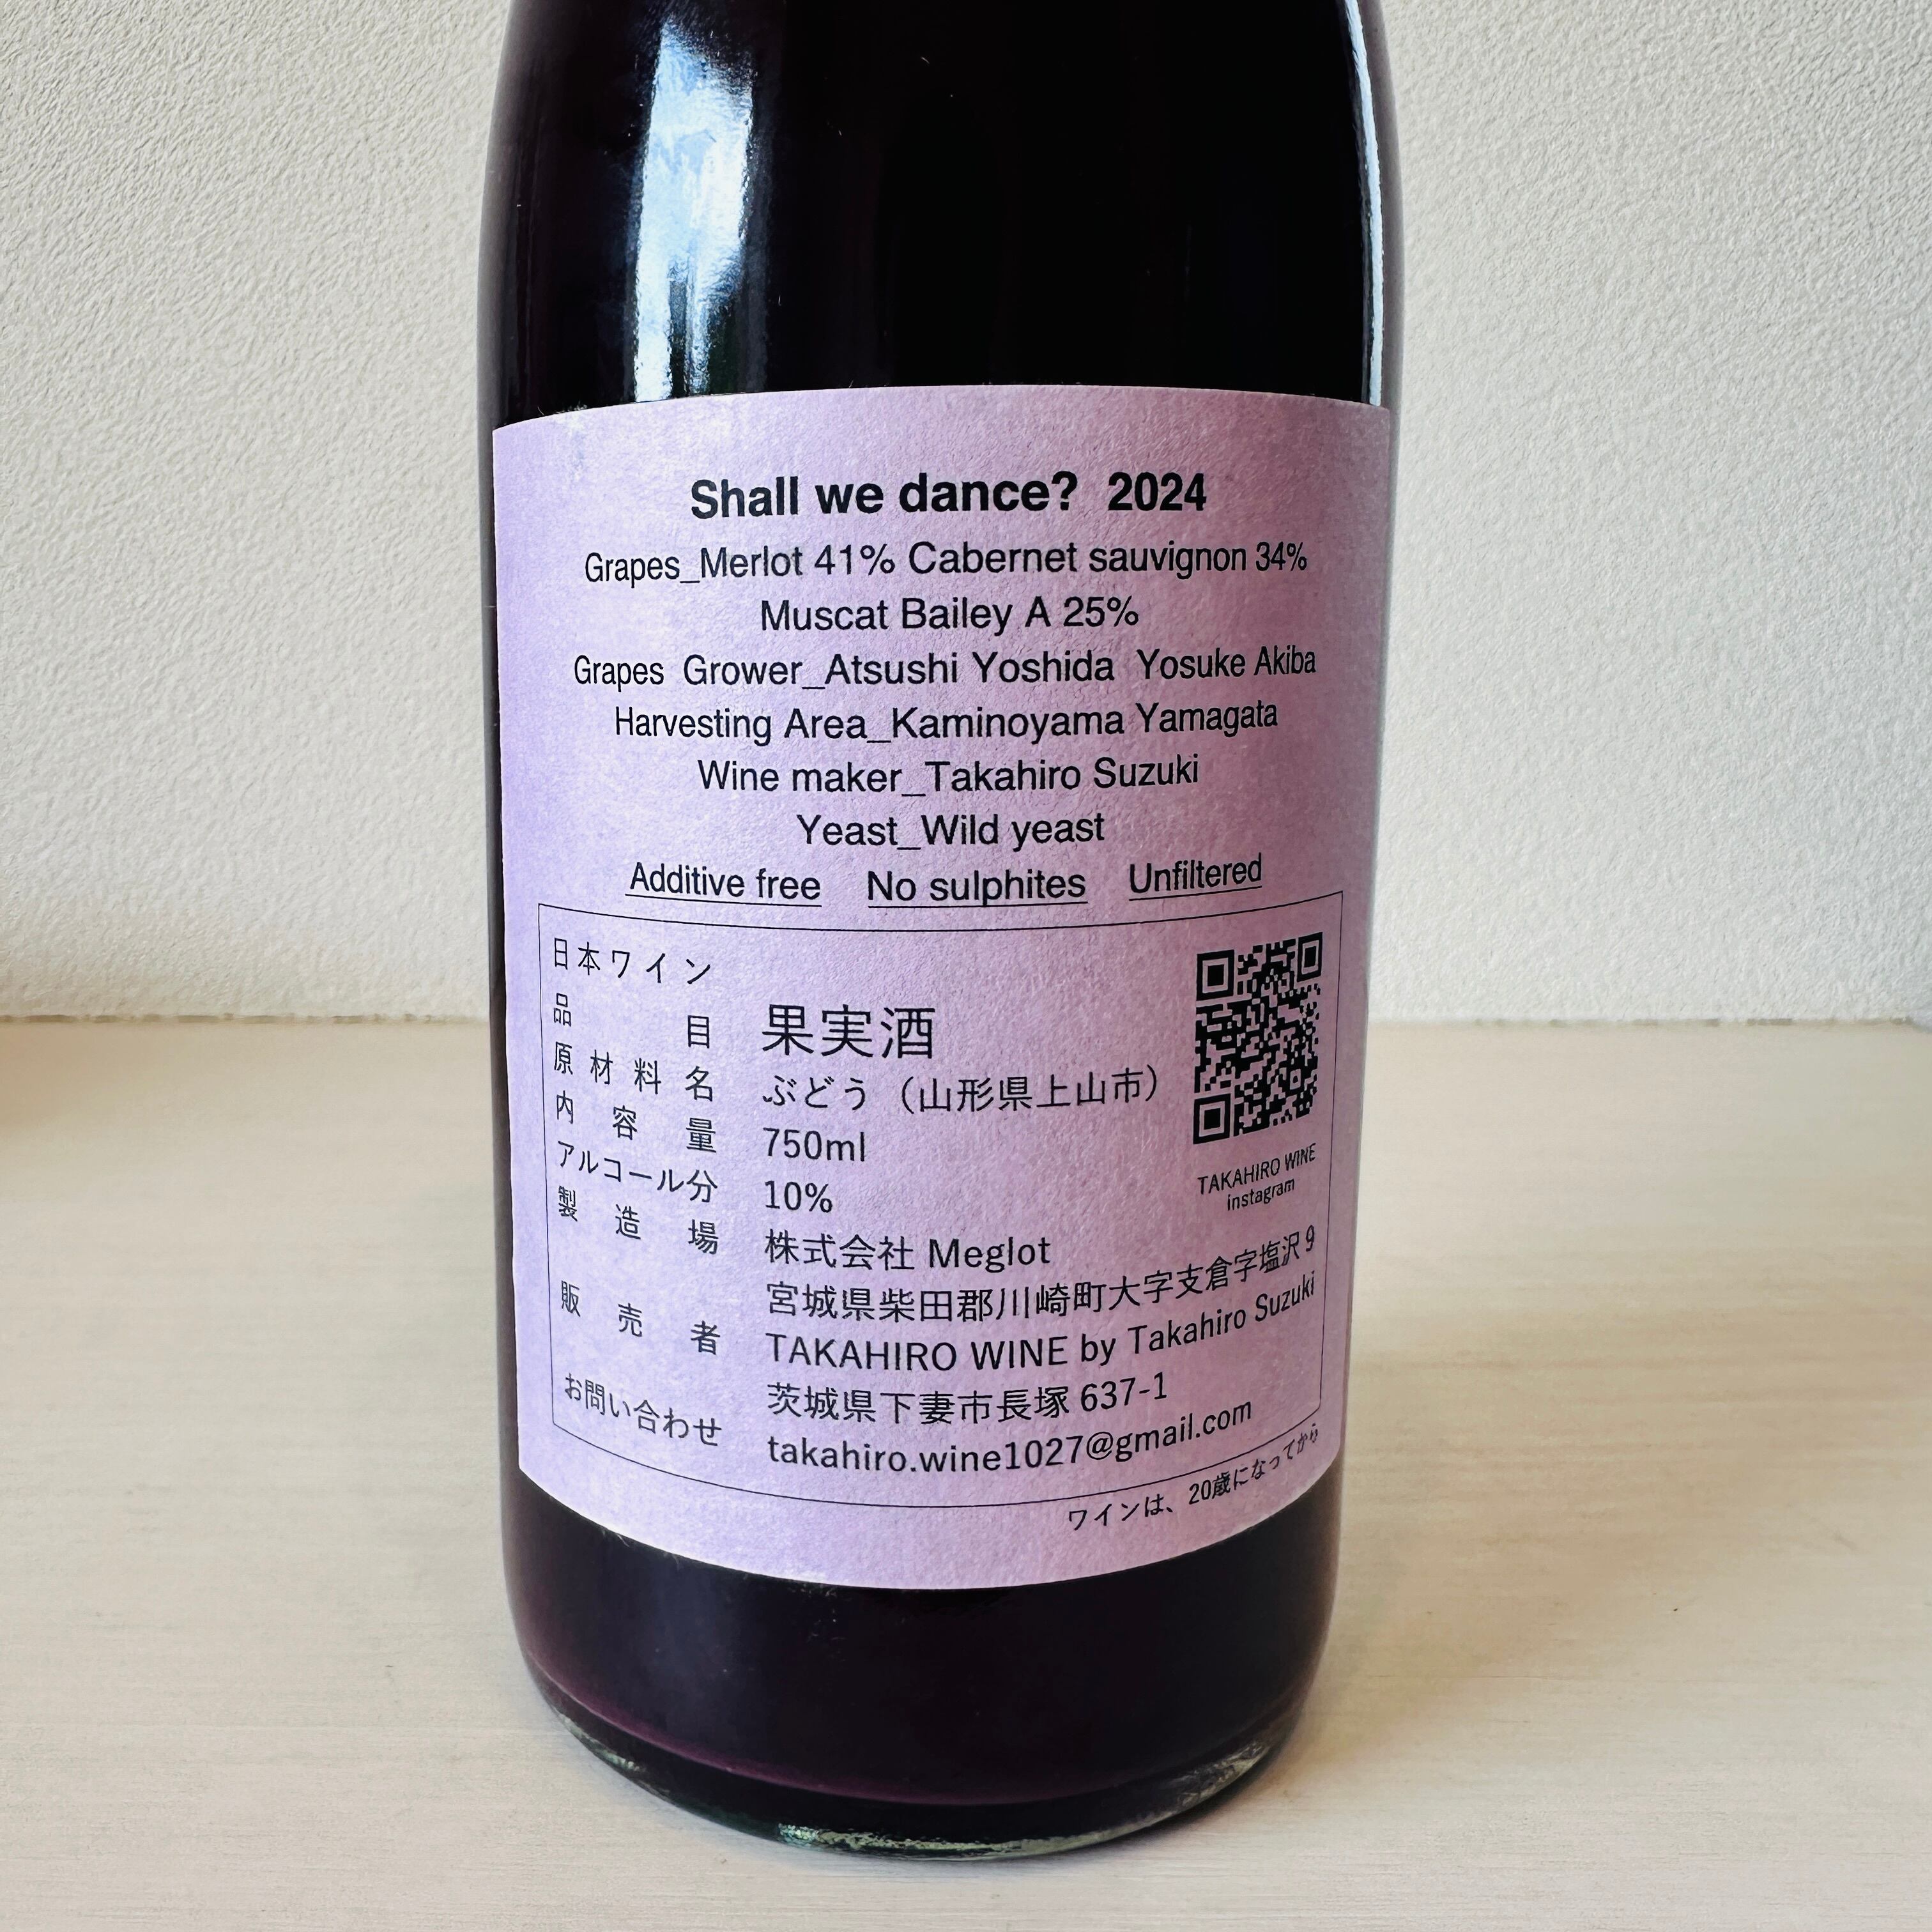 Shall we dance? 2024
Grapes_Merlot 41% Cabernet sauvignon 34%
Muscat Bailey A 25%
Grapes Grower_Atsushi Yoshida Yosuke Akiba
Harvesting Area_Kaminoyama Yamagata
Wine maker_Takahiro Suzuki
Yeast_Wild yeast
Additive free No sulphites Unfiltered
日本ワイン
品目 果実酒
原材料名 ぶどう（山形県上山市）
内容量 750ml
アルコール分 10%
製造場 株式会社 Meglot
宮城県柴田郡川崎町大字支倉字塩沢 9
販売者 TAKAHIRO WINE by Takahiro Suzuki
茨城県下妻市長塚 637-1
お問い合わせ takahiro.wine1027@gmail.com
TAKAHIRO WINE
instagram
ワインは、20歳になってから